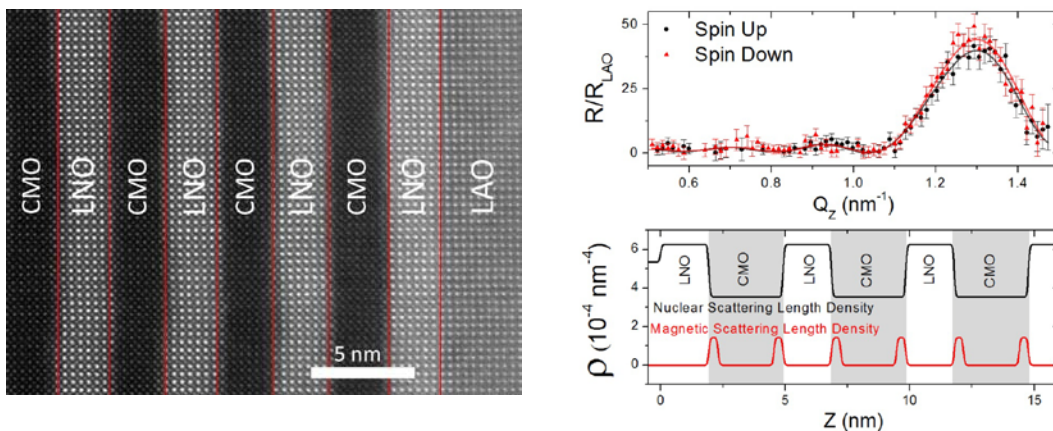 CMO
LNO
CMO
LNO
CMO
LNO
CMO
LNO
LAO
5 nm
50
25
0
R/R_LAO
Spin Up
Spin Down
0.6 0.8 1.0 1.2 1.4
Q_Z (nm⁻¹)
6
4
2
0
ρ (10⁻⁴ nm⁻⁴)
LNO
CMO
LNO
CMO
LNO
CMO
Nuclear Scattering Length Density
Magnetic Scattering Length Density
0 5 10 15
Z (nm)